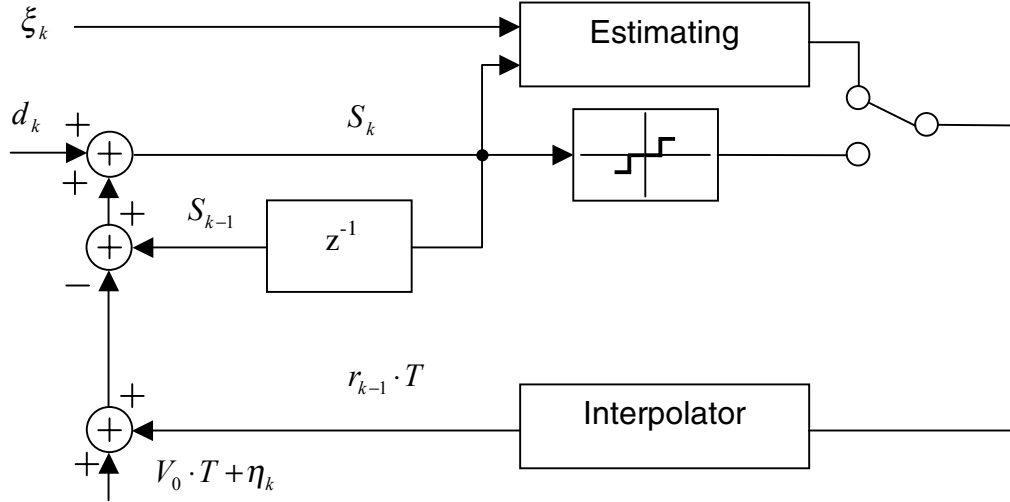 ξ_k
Estimating
d_k
+
+
S_k
+
+
S_{k-1}
z^{-1}
+
−
r_{k-1} · T
+
Interpolator
+
+
+
V_0 · T + η_k